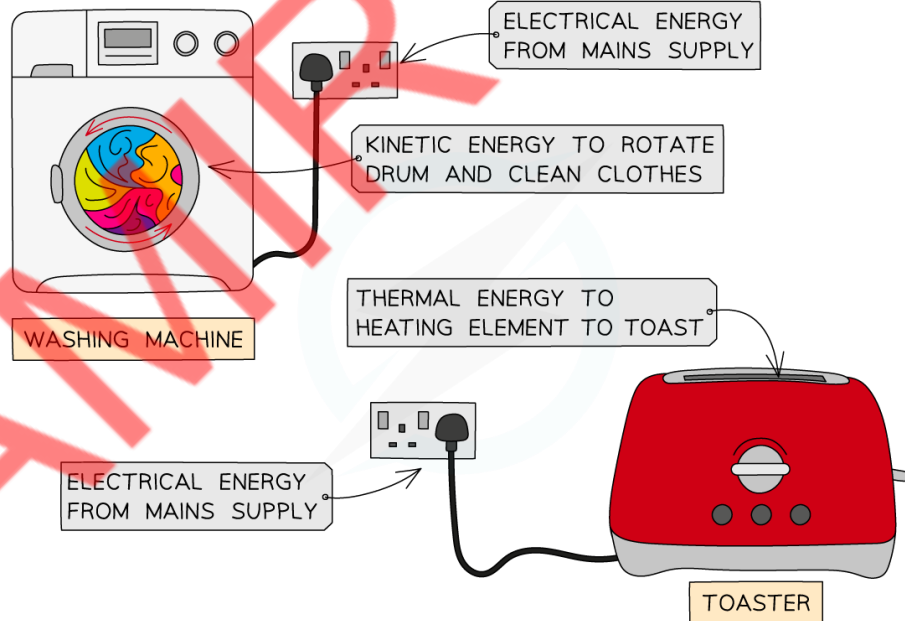 ELECTRICAL ENERGY
FROM MAINS SUPPLY
KINETIC ENERGY TO ROTATE
DRUM AND CLEAN CLOTHES
WASHING MACHINE
THERMAL ENERGY TO
HEATING ELEMENT TO TOAST
ELECTRICAL ENERGY
FROM MAINS SUPPLY
TOASTER